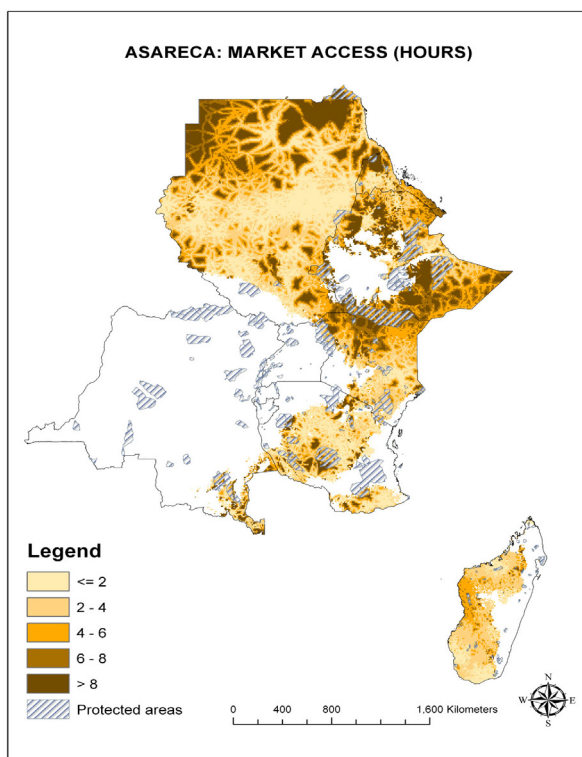 ASARECA: MARKET ACCESS (HOURS)
Legend
<= 2
2 - 4
4 - 6
6 - 8
> 8
Protected areas
0 400 800 1,600 Kilometers
N
W E
S